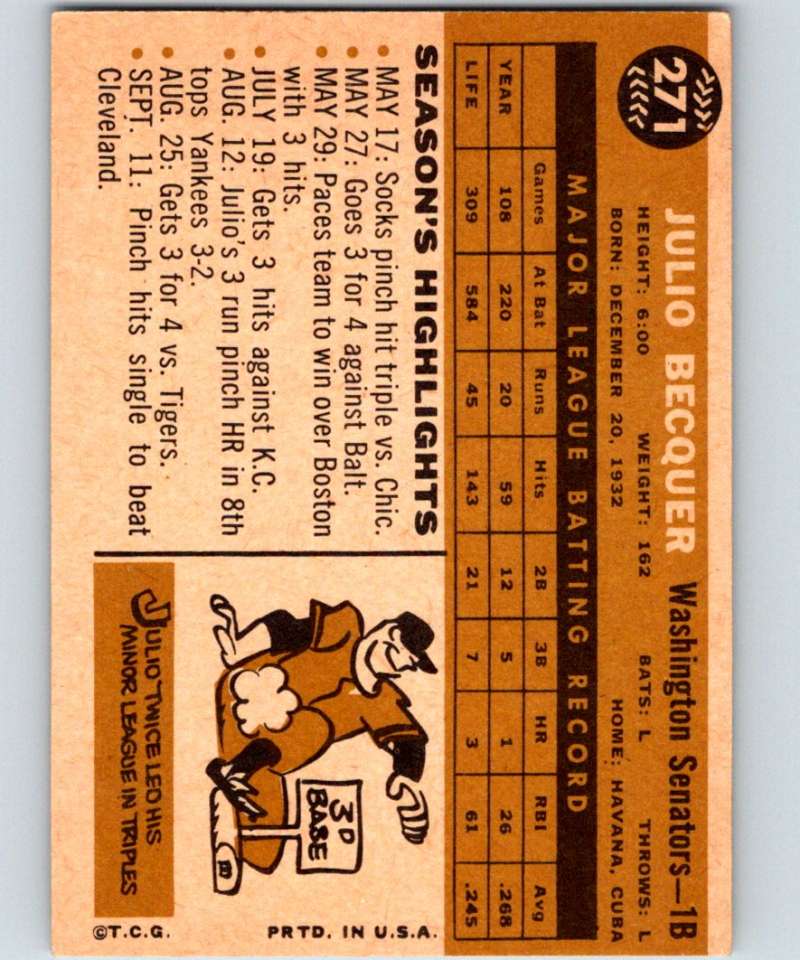 271
JULIO BECQUER Washington Senators—1B
HEIGHT: 6:00 WEIGHT: 162 BATS: L THROWS: L
BORN: DECEMBER 20, 1932 HOME: HAVANA, CUBA
MAJOR LEAGUE BATTING RECORD
Games At Bat Runs Hits 2B 3B HR RBI Avg
YEAR 108 220 20 59 12 5 1 26 .268
LIFE 309 584 45 143 21 7 3 61 .245
SEASON'S HIGHLIGHTS
• MAY 17: Socks pinch hit triple vs. Chic.
• MAY 27: Goes 3 for 4 against Balt.
• MAY 29: Paces team to win over Boston
with 3 hits.
• JULY 19: Gets 3 hits against K.C.
• AUG. 12: Julio's 3 run pinch HR in 8th
tops Yankees 3-2.
• AUG. 25: Gets 3 for 4 vs. Tigers.
• SEPT. 11: Pinch hits single to beat
Cleveland.
3D
BASE
JULIO TWICE LED HIS
MINOR LEAGUE IN TRIPLES
©T.C.G. PRTD. IN U.S.A.